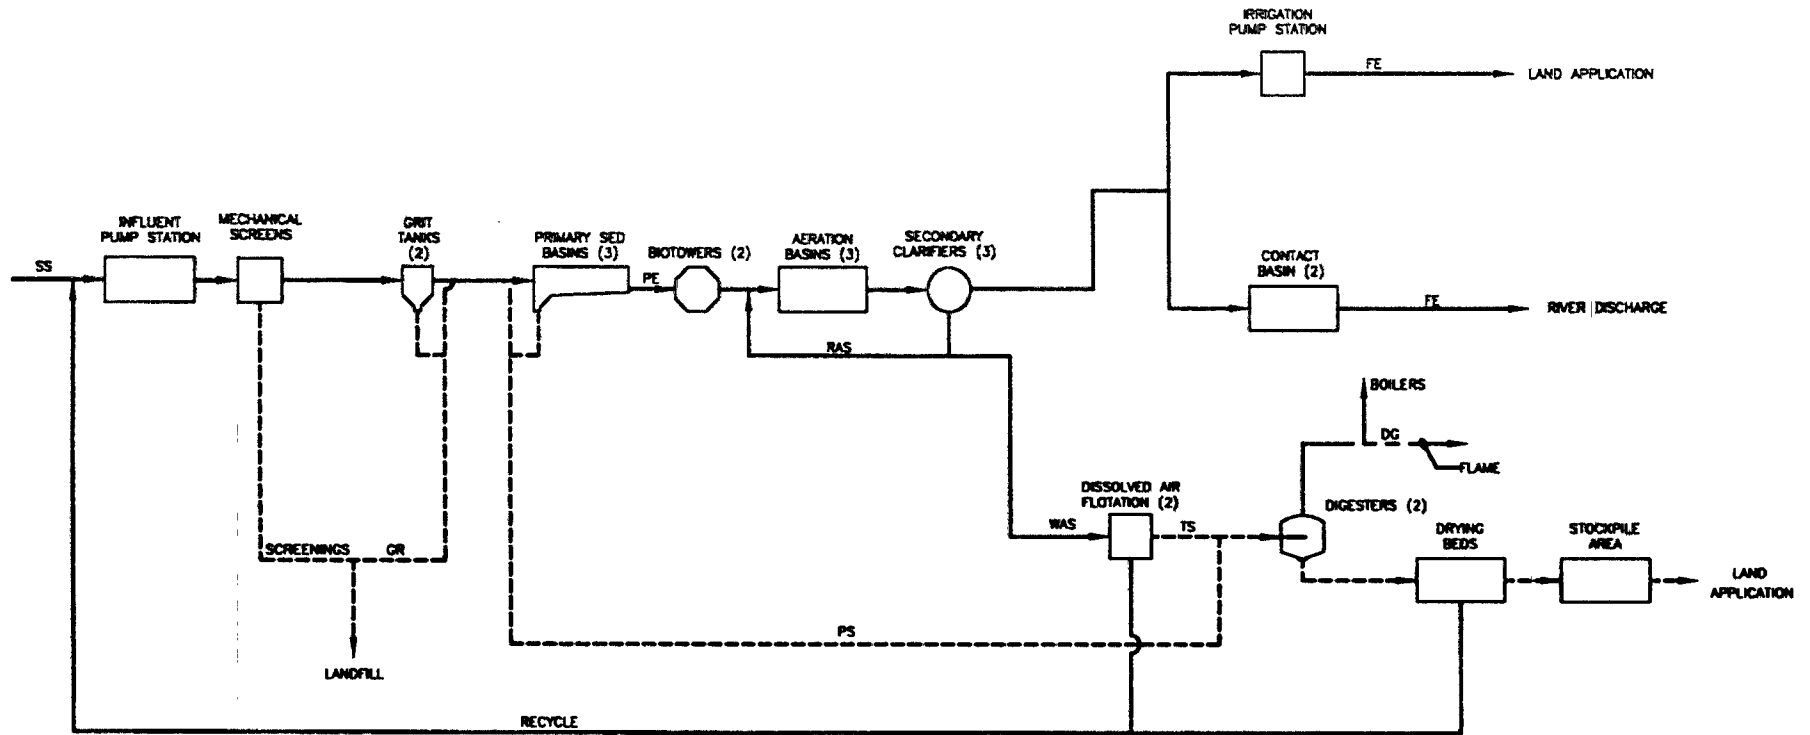 IRRIGATION
PUMP STATION
FE
LAND APPLICATION
INFLUENT
PUMP STATION
MECHANICAL
SCREENS
GRIT
TANKS
(2)
PRIMARY SED
BASINS (3)
BIOTOWERS (2)
AERATION
BASINS (3)
SECONDARY
CLARIFIERS (3)
CONTACT
BASIN (2)
SS
PE
FE
RIVER DISCHARGE
RAS
BOILERS
DG
FLAME
DISSOLVED AIR
FLOTATION (2)
DIGESTERS (2)
WAS
TS
DRYING
BEDS
STOCKPILE
AREA
SCREENINGS
GR
LAND
APPLICATION
PS
LANDFILL
RECYCLE